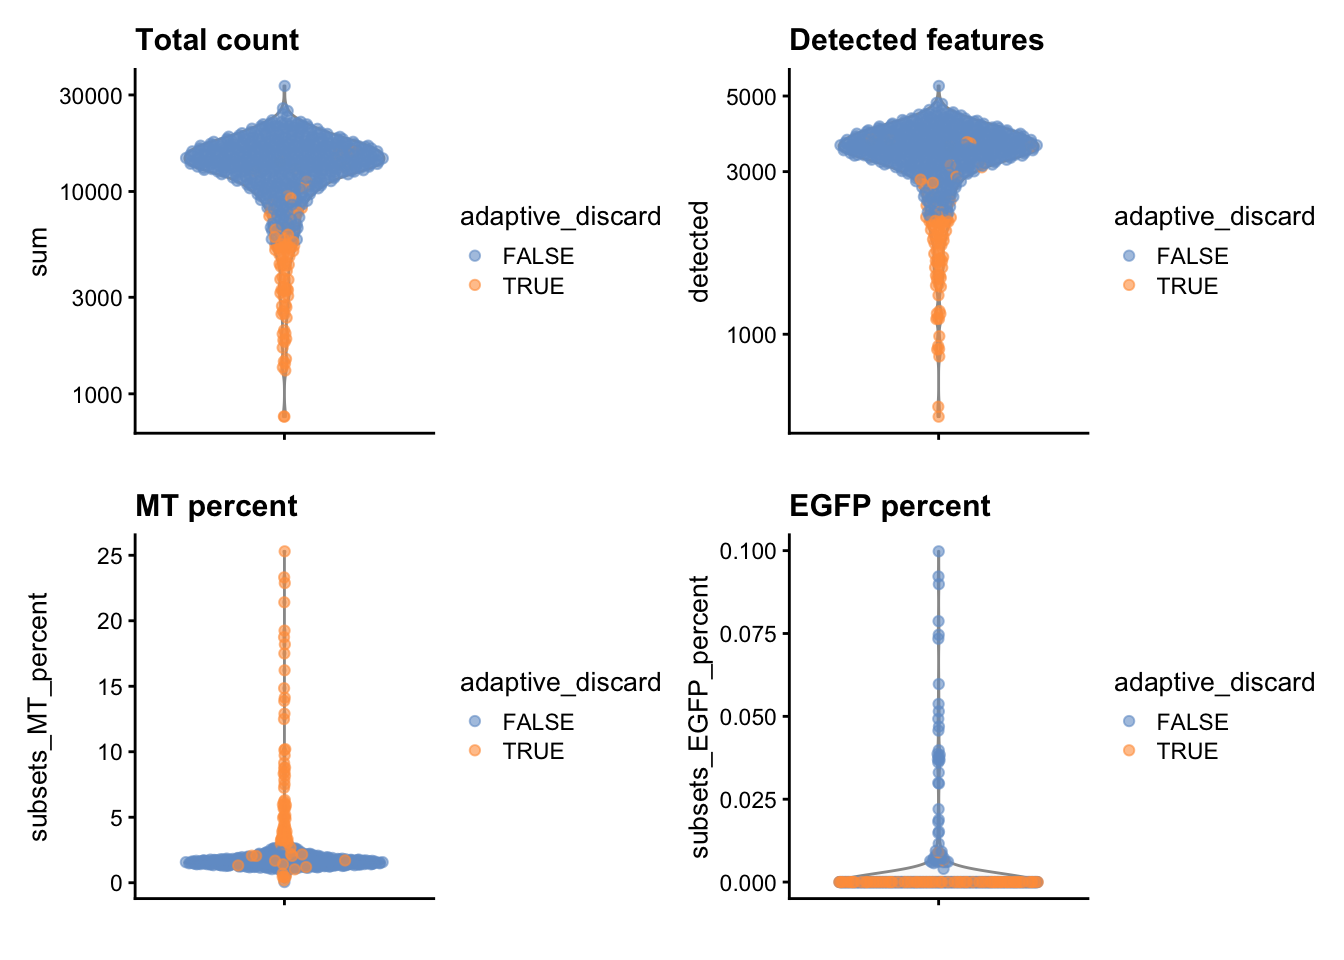 Total count
30000
10000
3000
1000
sum
adaptive_discard
FALSE
TRUE
Detected features
5000
3000
1000
detected
adaptive_discard
FALSE
TRUE
MT percent
25
20
15
10
5
0
subsets_MT_percent
adaptive_discard
FALSE
TRUE
EGFP percent
0.100
0.075
0.050
0.025
0.000
subsets_EGFP_percent
adaptive_discard
FALSE
TRUE